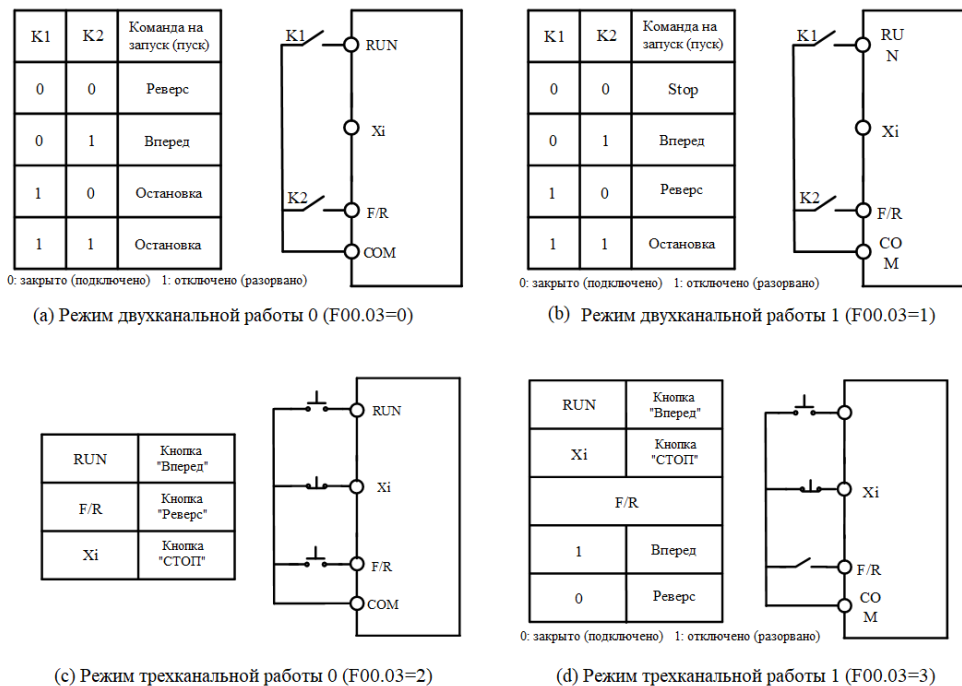 K1 K2 Команда на запуск (пуск)
0 0 Реверс
0 1 Вперед
1 0 Остановка
1 1 Остановка
0: закрыто (подключено) 1: отключено (разорвано)
K1
RUN
Xi
K2
F/R
COM
(a) Режим двухканальной работы 0 (F00.03=0)
K1 K2 Команда на запуск (пуск)
0 0 Stop
0 1 Вперед
1 0 Реверс
1 1 Остановка
0: закрыто (подключено) 1: отключено (разорвано)
K1
RU
N
Xi
K2
F/R
CO
M
(b) Режим двухканальной работы 1 (F00.03=1)
RUN Кнопка "Вперед"
F/R Кнопка "Реверс"
Xi Кнопка "СТОП"
RUN
Xi
F/R
COM
(c) Режим трехканальной работы 0 (F00.03=2)
RUN Кнопка "Вперед"
Xi Кнопка "СТОП"
F/R
1 Вперед
0 Реверс
0: закрыто (подключено) 1: отключено (разорвано)
Xi
F/R
CO
M
(d) Режим трехканальной работы 1 (F00.03=3)